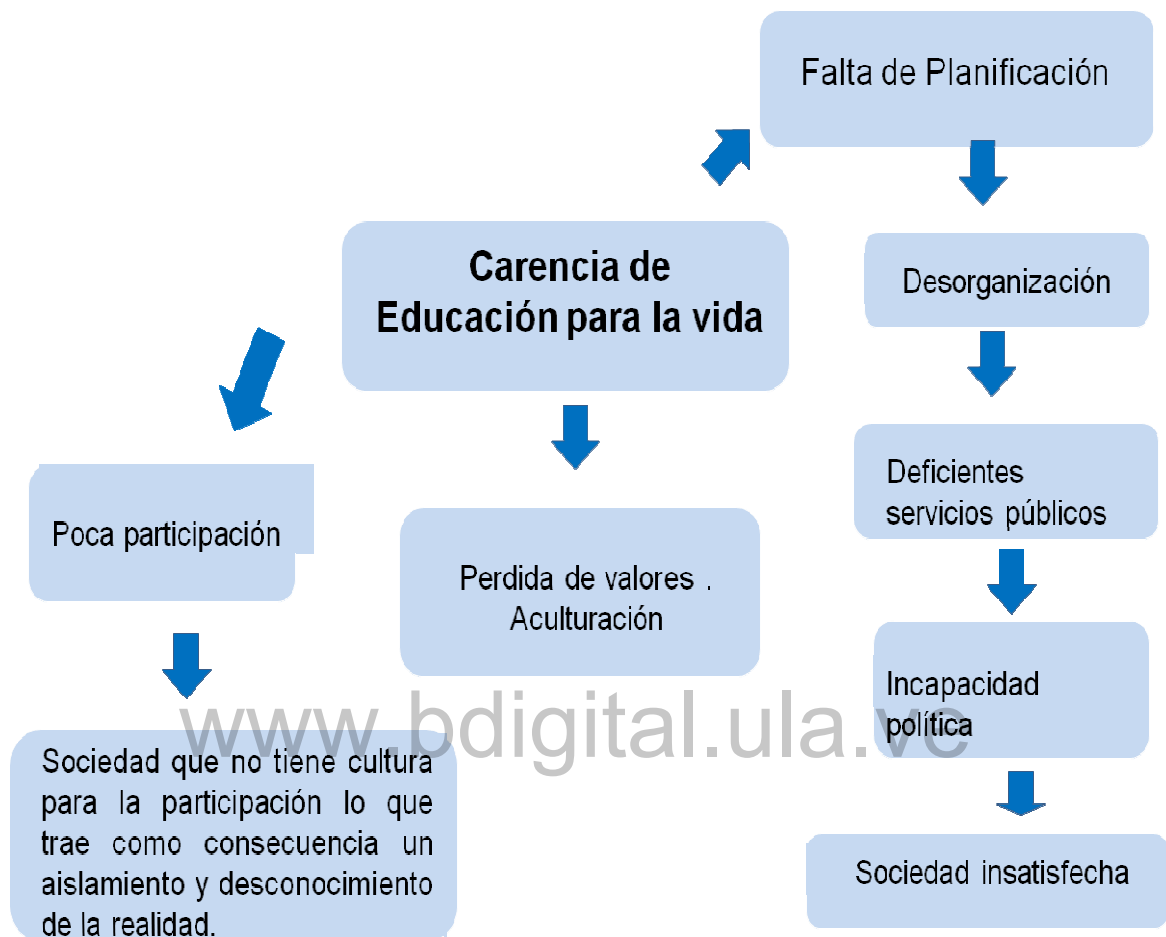 Falta de Planificación
Carencia de
Educación para la vida
Desorganización
Deficientes
servicios públicos
Poca participación
Perdida de valores .
Aculturación
Incapacidad
política
www.bdigital.ula.ve
Sociedad que no tiene cultura
para la participación lo que
trae como consecuencia un
aislamiento y desconocimiento
de la realidad.
Sociedad insatisfecha